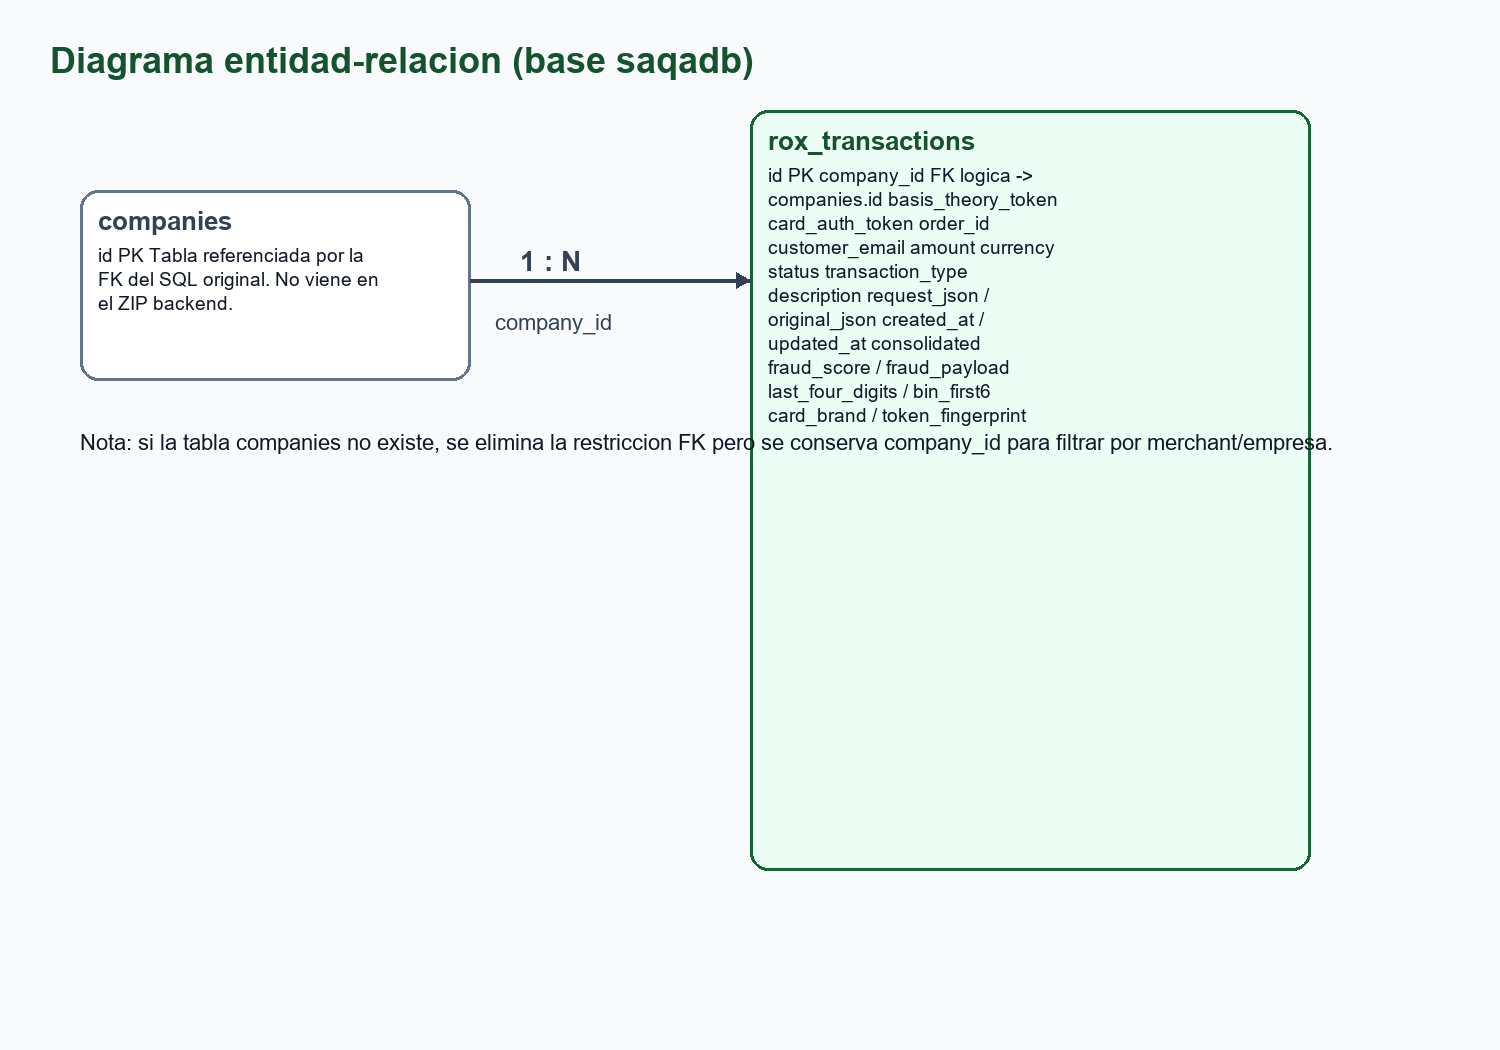 Diagrama entidad-relacion (base saqadb)
companies
id PK Tabla referenciada por la
FK del SQL original. No viene en
el ZIP backend.
1 : N
company_id
rox_transactions
id PK company_id FK logica ->
companies.id basis_theory_token
card_auth_token order_id
customer_email amount currency
status transaction_type
description request_json /
original_json created_at /
updated_at consolidated
fraud_score / fraud_payload
last_four_digits / bin_first6
card_brand / token_fingerprint
Nota: si la tabla companies no existe, se elimina la restriccion FK pero se conserva company_id para filtrar por merchant/empresa.